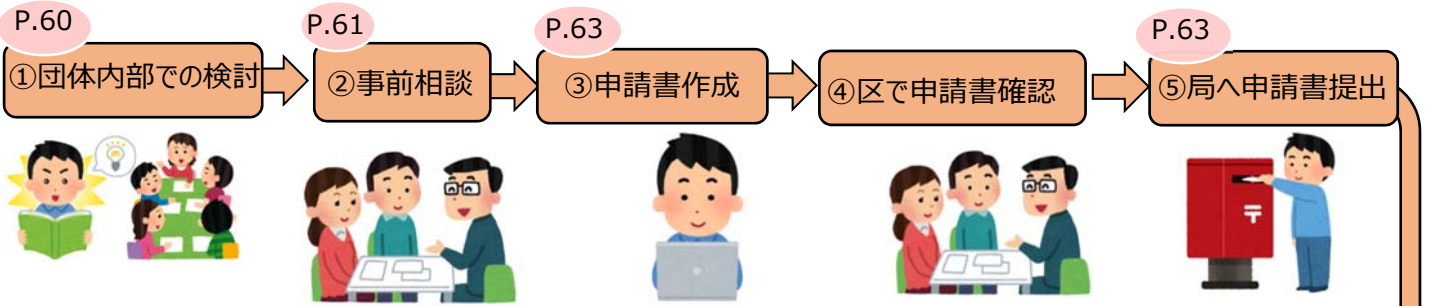 P.60
①団体内部での検討
P.61
②事前相談
P.63
③申請書作成
④区で申請書確認
P.63
⑤局へ申請書提出
〒